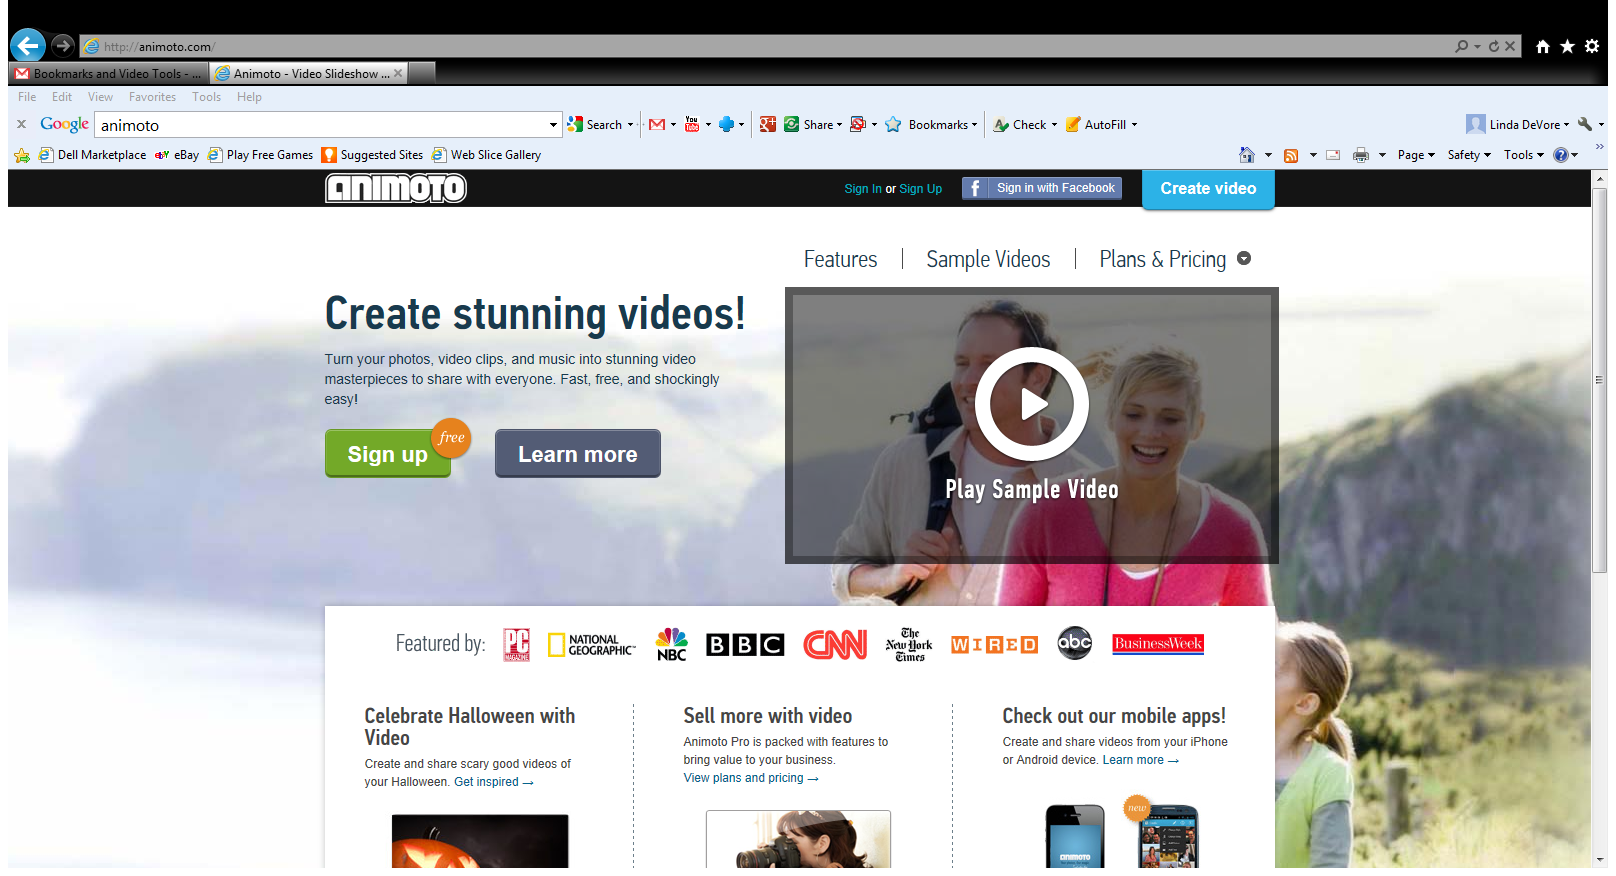 http://animoto.com/
Bookmarks and Video Tools - ...
Animoto - Video Slideshow ...
File Edit View Favorites Tools Help
x Google animoto Search Share Bookmarks Check AutoFill Linda DeVore
Dell Marketplace eBay Play Free Games Suggested Sites Web Slice Gallery Page Safety Tools
ANIMOTO Sign In or Sign Up Sign in with Facebook Create video
Features Sample Videos Plans & Pricing
Create stunning videos!
Turn your photos, video clips, and music into stunning video
masterpieces to share with everyone. Fast, free, and shockingly
easy!
Sign up free Learn more
Play Sample Video
Featured by: PC MAGAZINE NATIONAL GEOGRAPHIC NBC BBC CNN The New York Times WIRED abc BusinessWeek
Celebrate Halloween with
Video
Create and share scary good videos of
your Halloween. Get inspired →
Sell more with video
Animoto Pro is packed with features to
bring value to your business.
View plans and pricing →
Check out our mobile apps!
Create and share videos from your iPhone
or Android device. Learn more →
new
ANIMOTO